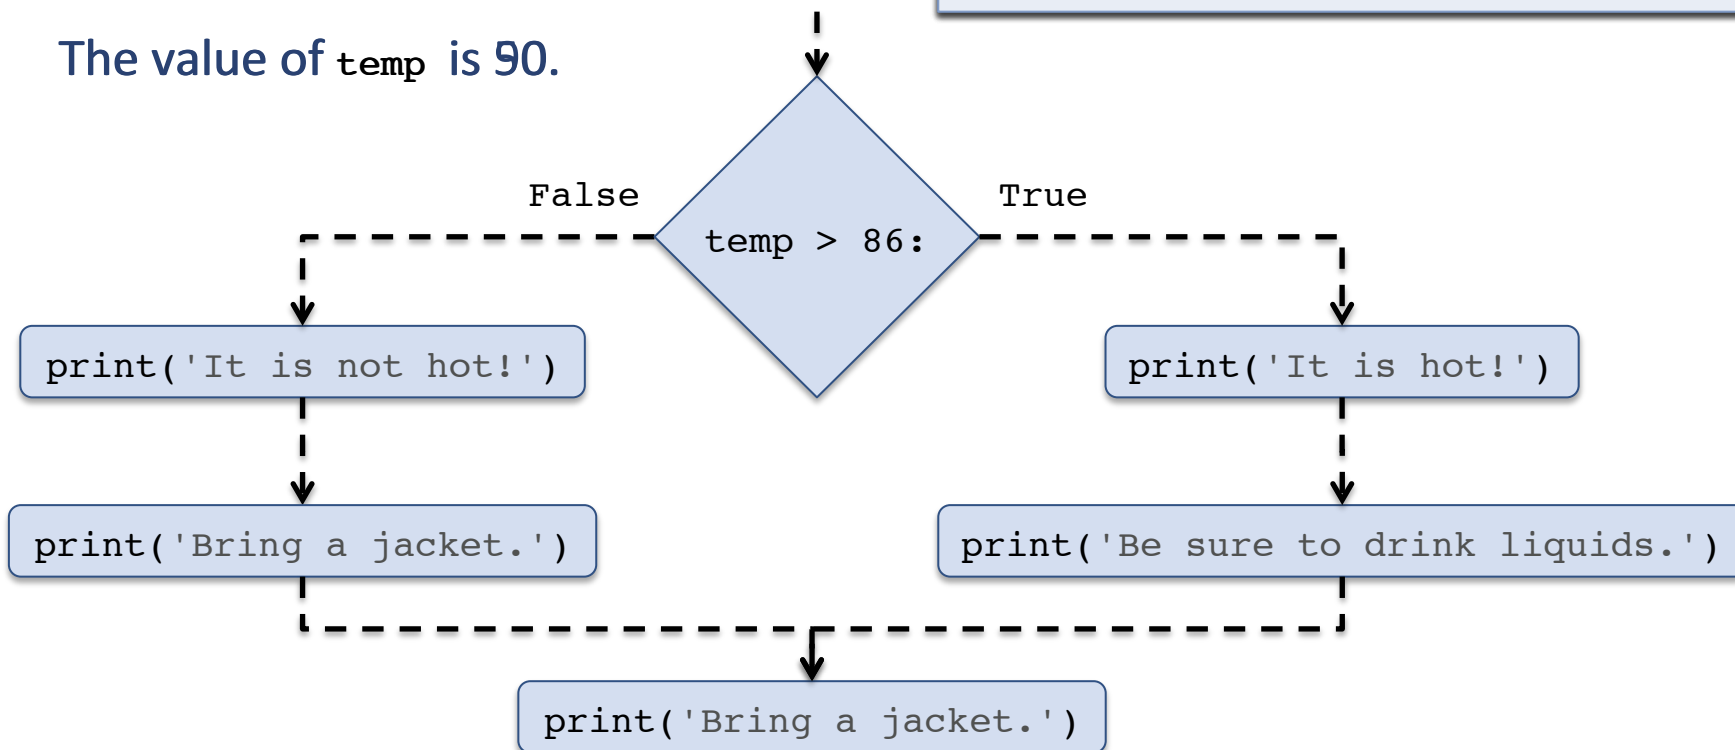 The value of temp is 90.
False
True
temp > 86:
print('It is not hot!')
print('It is hot!')
print('Bring a jacket.')
print('Be sure to drink liquids.')
print('Bring a jacket.')